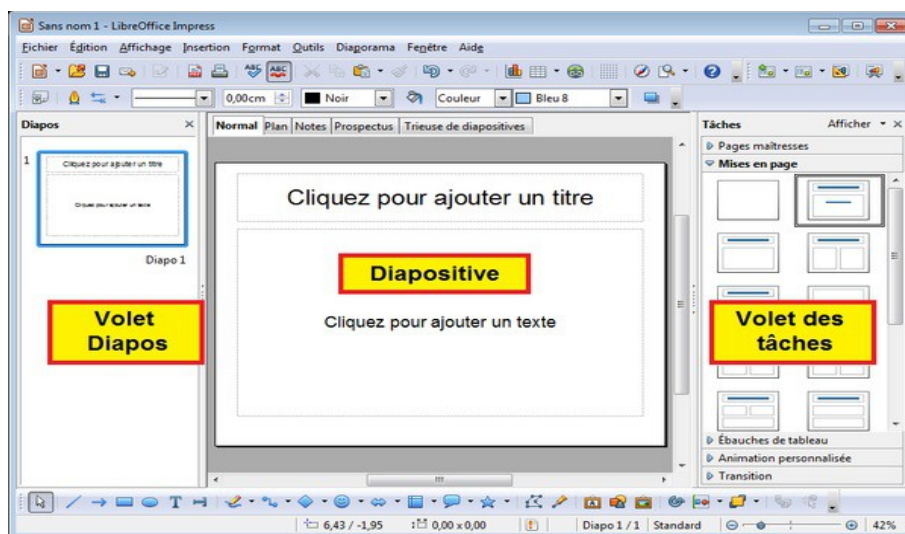 Sans nom 1 - LibreOffice Impress
Fichier Édition Affichage Insertion Format Outils Diaporama Fenêtre Aide
0,00cm Noir Couleur Bleu 8
Diapos
Normal Plan Notes Prospectus Trieuse de diapositives
Tâches Afficher
Pages maîtresses
Mises en page
1
Cliquez pour ajouter un titre
Cliquez pour ajouter un texte
Diapo 1
Volet
Diapos
Cliquez pour ajouter un titre
Diapositive
Cliquez pour ajouter un texte
Volet des
tâches
Ébauches de tableau
Animation personnalisée
Transition
6,43 / -1,95 0,00 x 0,00 Diapo 1 / 1 Standard 42%